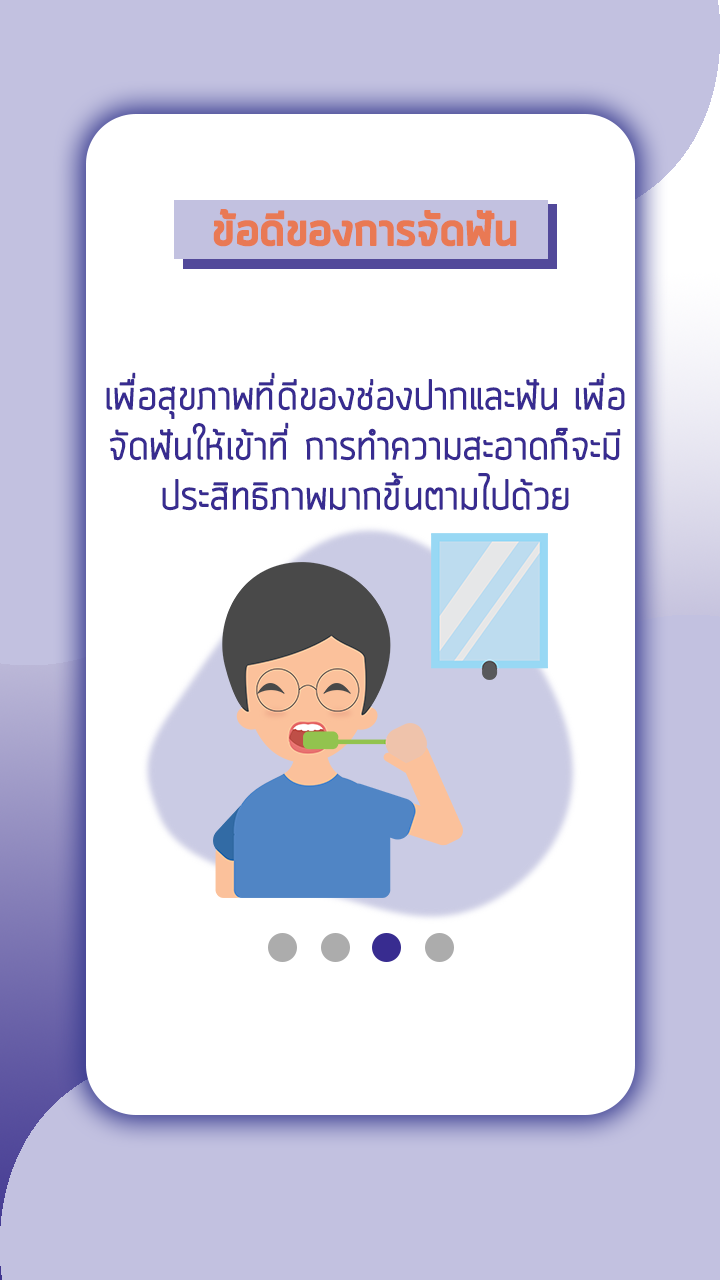 ข้อดีของการจัดฟัน
เพื่อสุขภาพที่ดีของช่องปากและฟัน เพื่อ
จัดฟันให้เข้าที่ การทำความสะอาดก็จะมี
ประสิทธิภาพมากขึ้นตามไปด้วย